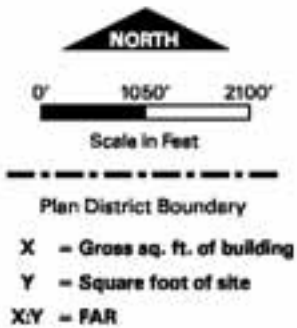 NORTH
0' 1050' 2100'
Scale in Feet
Plan District Boundary
X = Gross sq. ft. of building
Y = Square foot of site
X:Y = FAR